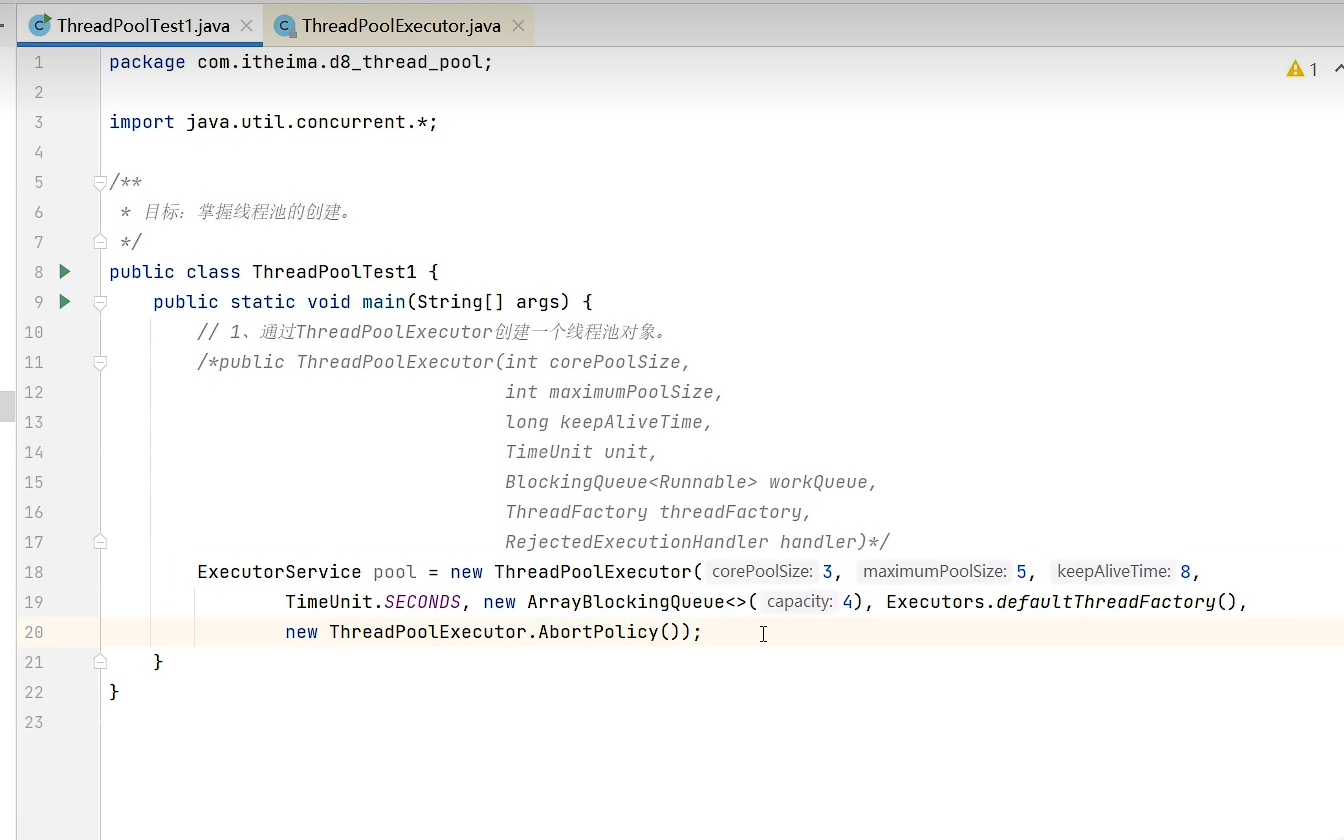 ThreadPoolTest1.java ThreadPoolExecutor.java
1 package com.itheima.d8_thread_pool;
1
2
3 import java.util.concurrent.*;
4
5 /**
6 * 目标：掌握线程池的创建。
7 */
8 public class ThreadPoolTest1 {
9 public static void main(String[] args) {
10 // 1、通过ThreadPoolExecutor创建一个线程池对象。
11 /*public ThreadPoolExecutor(int corePoolSize,
12 int maximumPoolSize,
13 long keepAliveTime,
14 TimeUnit unit,
15 BlockingQueue<Runnable> workQueue,
16 ThreadFactory threadFactory,
17 RejectedExecutionHandler handler)*/
18 ExecutorService pool = new ThreadPoolExecutor( corePoolSize: 3, maximumPoolSize: 5, keepAliveTime: 8,
19 TimeUnit.SECONDS, new ArrayBlockingQueue<>( capacity: 4), Executors.defaultThreadFactory(),
20 new ThreadPoolExecutor.AbortPolicy());
21 }
22 }
23